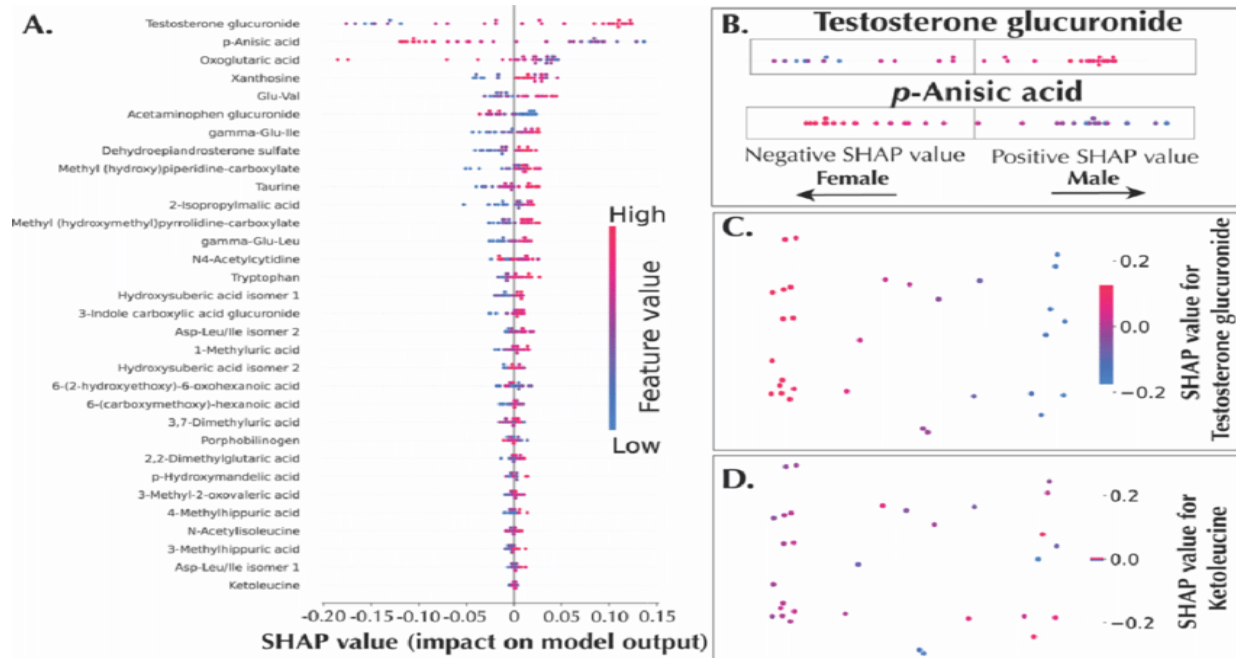 A.
Testosterone glucuronide
p-Anisic acid
Oxoglutaric acid
Xanthosine
Glu-Val
Acetaminophen glucuronide
gamma-Glu-Ile
Dehydroepiandrosterone sulfate
Methyl (hydroxy)piperidine-carboxylate
Taurine
2-Isopropylmalic acid
Methyl (hydroxymethyl)pyrrolidine-carboxylate
gamma-Glu-Leu
N4-Acetylcytidine
Tryptophan
Hydroxysuberic acid isomer 1
3-Indole carboxylic acid glucuronide
Asp-Leu/Ile isomer 2
1-Methyluric acid
Hydroxysuberic acid isomer 2
6-(2-hydroxyethoxy)-6-oxohexanoic acid
6-(carboxymethoxy)-hexanoic acid
3,7-Dimethyluric acid
Porphobilinogen
2,2-Dimethylglutaric acid
p-Hydroxymandelic acid
3-Methyl-2-oxovaleric acid
4-Methylhippuric acid
N-Acetylisoleucine
3-Methylhippuric acid
Asp-Leu/Ile isomer 1
Ketoleucine
-0.20 -0.15 -0.10 -0.05 0 0.05 0.10 0.15
SHAP value (impact on model output)
High
Feature value
Low
B.
Testosterone glucuronide
p-Anisic acid
Negative SHAP value Positive SHAP value
Female Male
C.
0.2
0.0
−0.2
SHAP value for
Testosterone glucuronide
D.
0.2
0.0
−0.2
SHAP value for
Ketoleucine